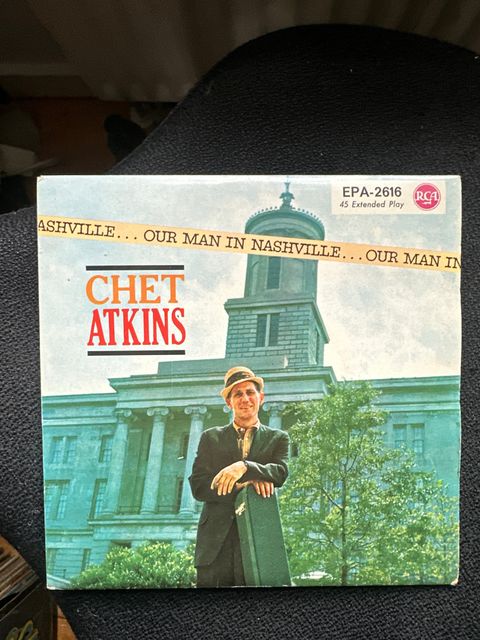 EPA-2616
45 Extended Play
RCA
ASHVILLE... OUR MAN IN NASHVILLE...OUR MAN IN
CHET
ATKINS